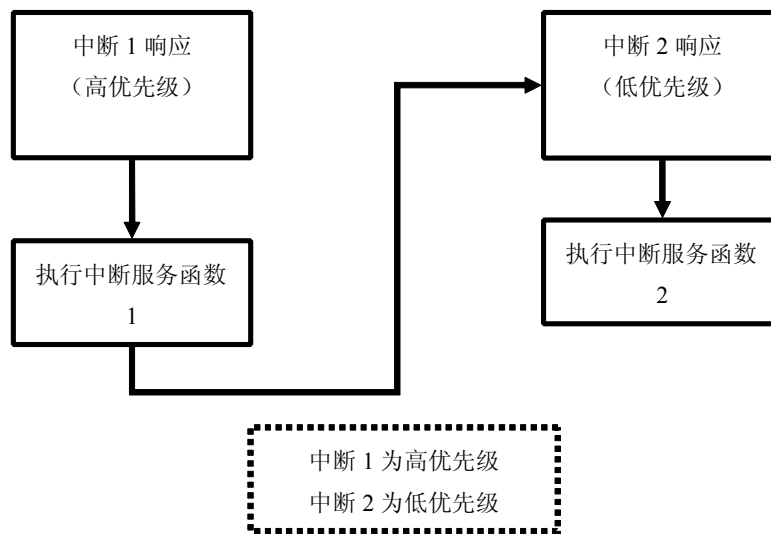 中断 1 响应
（高优先级）
执行中断服务函数
1
中断 2 响应
（低优先级）
执行中断服务函数
2
中断 1 为高优先级
中断 2 为低优先级